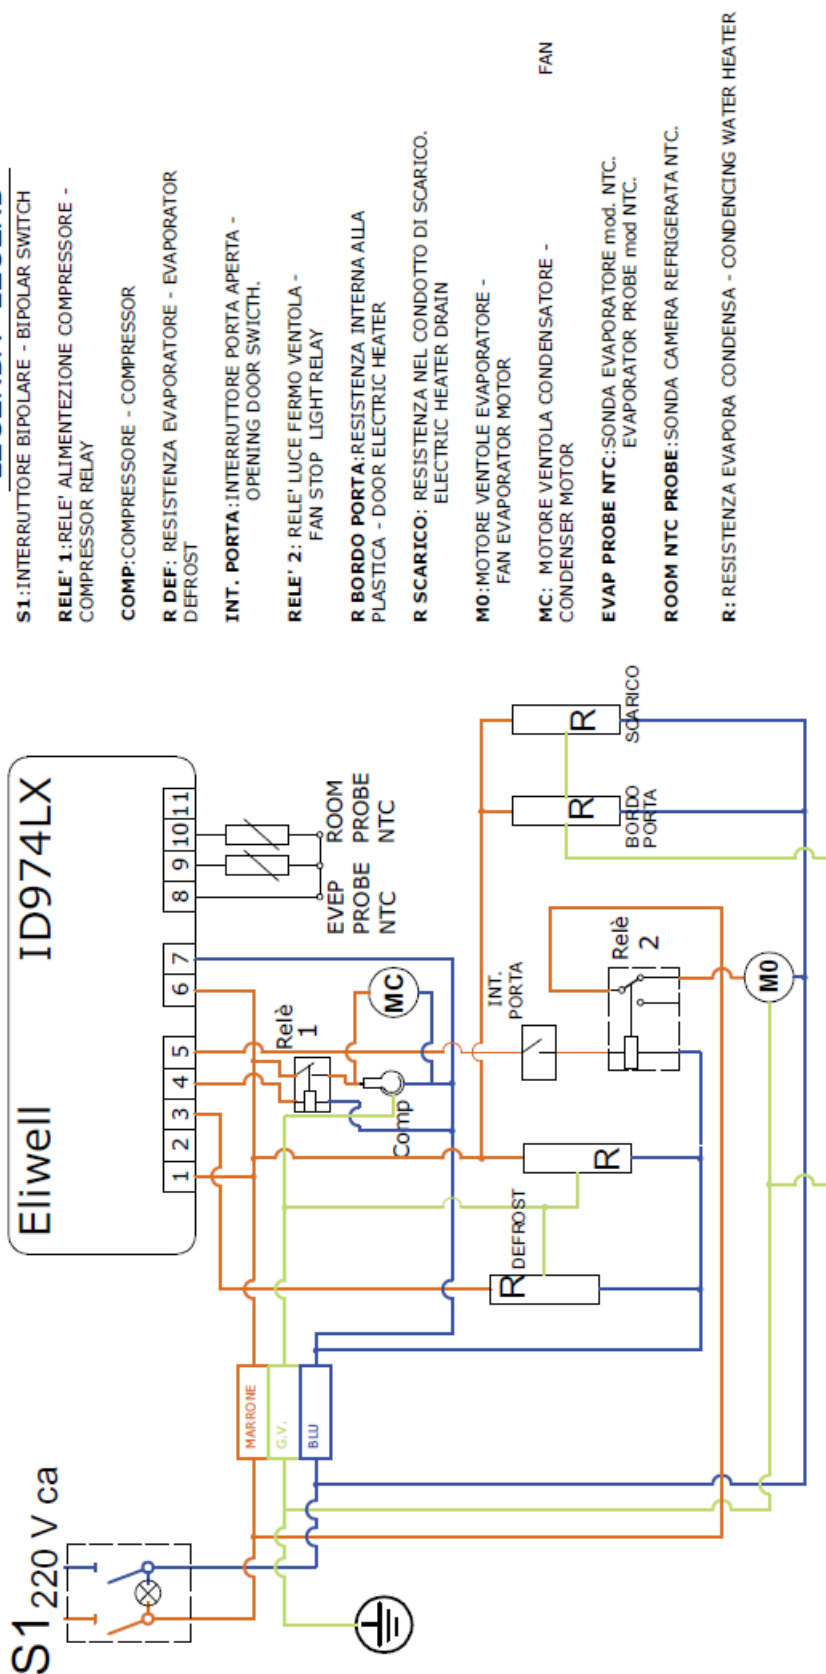 S1:INTERRUTTORE BIPOLARE - BIPOLAR SWITCH
RELE' 1:RELE' ALIMENTEZIONE COMPRESSORE -
COMPRESSOR RELAY
COMP:COMPRESSORE - COMPRESSOR
R DEF: RESISTENZA EVAPORATORE - EVAPORATOR
DEFROST
INT. PORTA:INTERRUTTORE PORTA APERTA -
OPENING DOOR SWICTH.
RELE' 2: RELE' LUCE FERMO VENTOLA -
FAN STOP LIGHT RELAY
R BORDO PORTA:RESISTENZA INTERNA ALLA
PLASTICA - DOOR ELECTRIC HEATER
R SCARICO: RESISTENZA NEL CONDOTTO DI SCARICO.
ELECTRIC HEATER DRAIN
M0:MOTORE VENTOLE EVAPORATORE -
FAN EVAPORATOR MOTOR
MC: MOTORE VENTOLA CONDENSATORE - FAN
CONDENSER MOTOR
EVAP PROBE NTC:SONDA EVAPORATORE mod. NTC.
EVAPORATOR PROBE mod NTC.
ROOM NTC PROBE:SONDA CAMERA REFRIGERATA NTC.
R: RESISTENZA EVAPORA CONDENSA - CONDENCING WATER HEATER
Eliwell ID974LX
1 2 3 4 5 6 7 8 9 10 11
EVEP
PROBE
NTC
ROOM
PROBE
NTC
Relè
1
MC
Comp
INT.
PORTA
Relè
2
M0
R
BORDO
PORTA
R
SCARICO
R
R
DEFROST
MARRONE
G.V.
BLU
S1
220 V ca